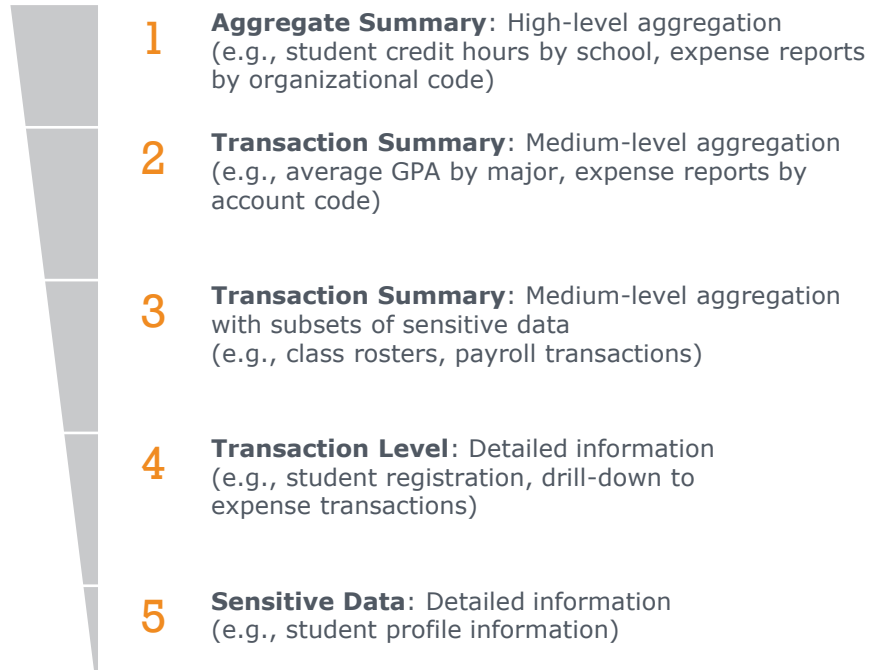 1
Aggregate Summary: High-level aggregation
(e.g., student credit hours by school, expense reports
by organizational code)
2
Transaction Summary: Medium-level aggregation
(e.g., average GPA by major, expense reports by
account code)
3
Transaction Summary: Medium-level aggregation
with subsets of sensitive data
(e.g., class rosters, payroll transactions)
4
Transaction Level: Detailed information
(e.g., student registration, drill-down to
expense transactions)
5
Sensitive Data: Detailed information
(e.g., student profile information)